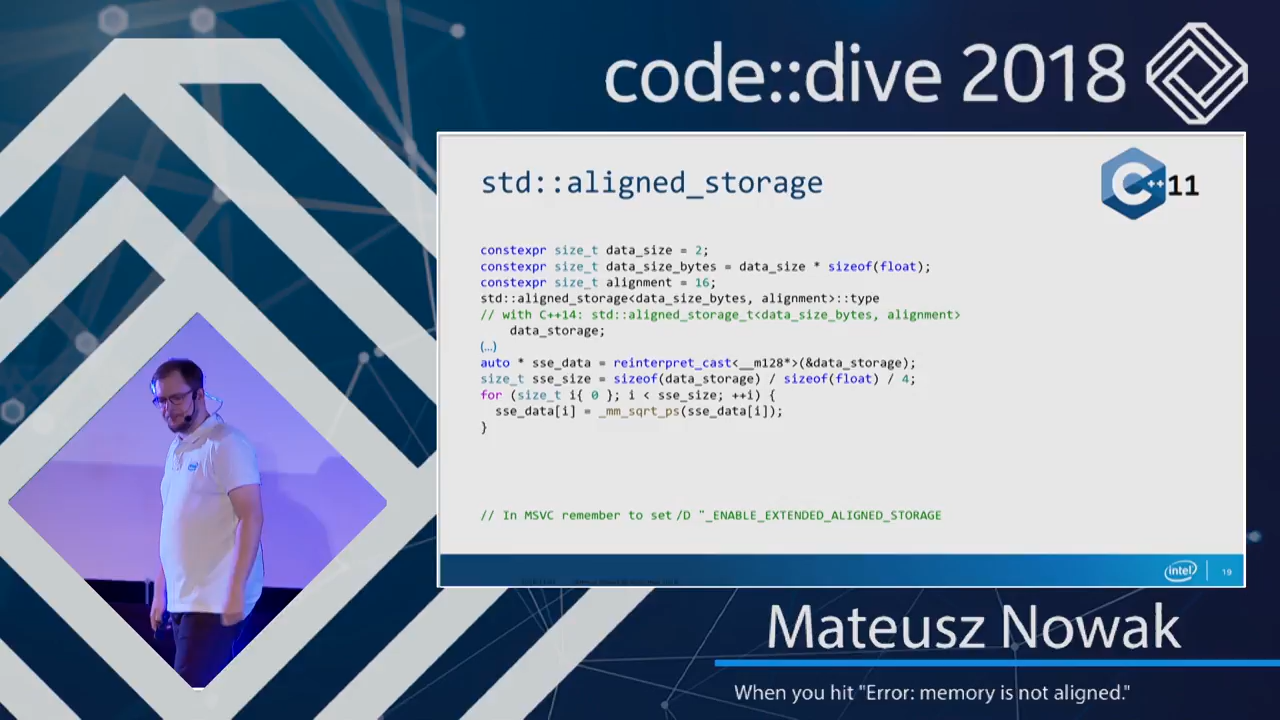 code::dive 2018
std::aligned_storage
C++ 11
constexpr size_t data_size = 2;
constexpr size_t data_size_bytes = data_size * sizeof(float);
constexpr size_t alignment = 16;
std::aligned_storage<data_size_bytes, alignment>::type
// with C++14: std::aligned_storage_t<data_size_bytes, alignment>
data_storage;
(…)
auto * sse_data = reinterpret_cast<__m128*>(&data_storage);
size_t sse_size = sizeof(data_storage) / sizeof(float) / 4;
for (size_t i{ 0 }; i < sse_size; ++i) {
sse_data[i] = _mm_sqrt_ps(sse_data[i]);
}
// In MSVC remember to set /D "_ENABLE_EXTENDED_ALIGNED_STORAGE
intel
19
Mateusz Nowak
When you hit "Error: memory is not aligned."